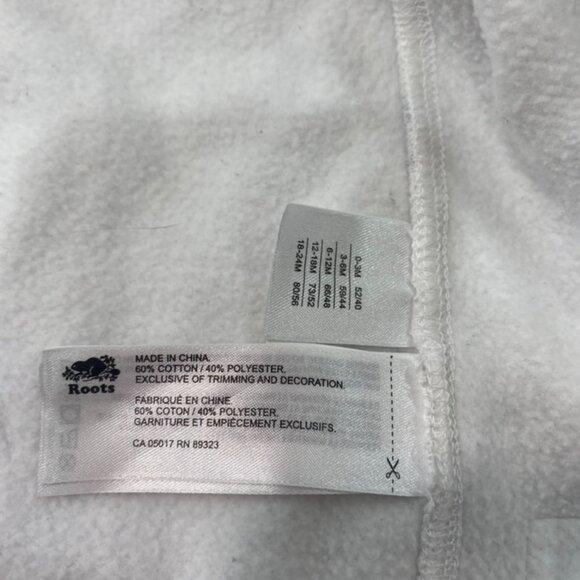 0-3M 52/40
3-6M 59/44
6-12M 66/48
12-18M 73/52
18-24M 80/56
Roots
MADE IN CHINA.
60% COTTON / 40% POLYESTER.
EXCLUSIVE OF TRIMMING AND DECORATION.
FABRIQUÉ EN CHINE.
60% COTON / 40% POLYESTER.
GARNITURE ET EMPIÈCEMENT EXCLUSIFS.
CA 05017 RN 89323